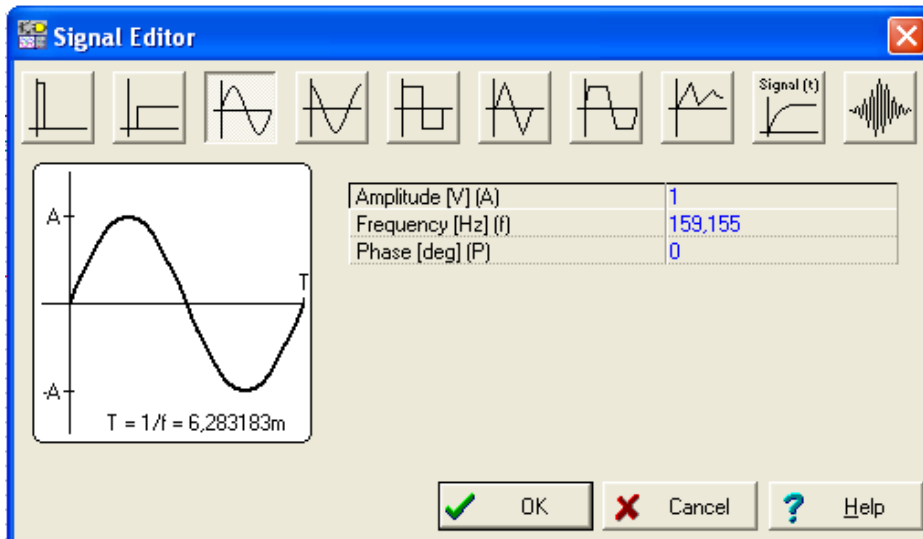 Signal Editor
Signal (t)
A
T
-A
T = 1/f = 6,283183m
Amplitude [V] (A) 1
Frequency [Hz] (f) 159,155
Phase [deg] (P) 0
OK Cancel Help